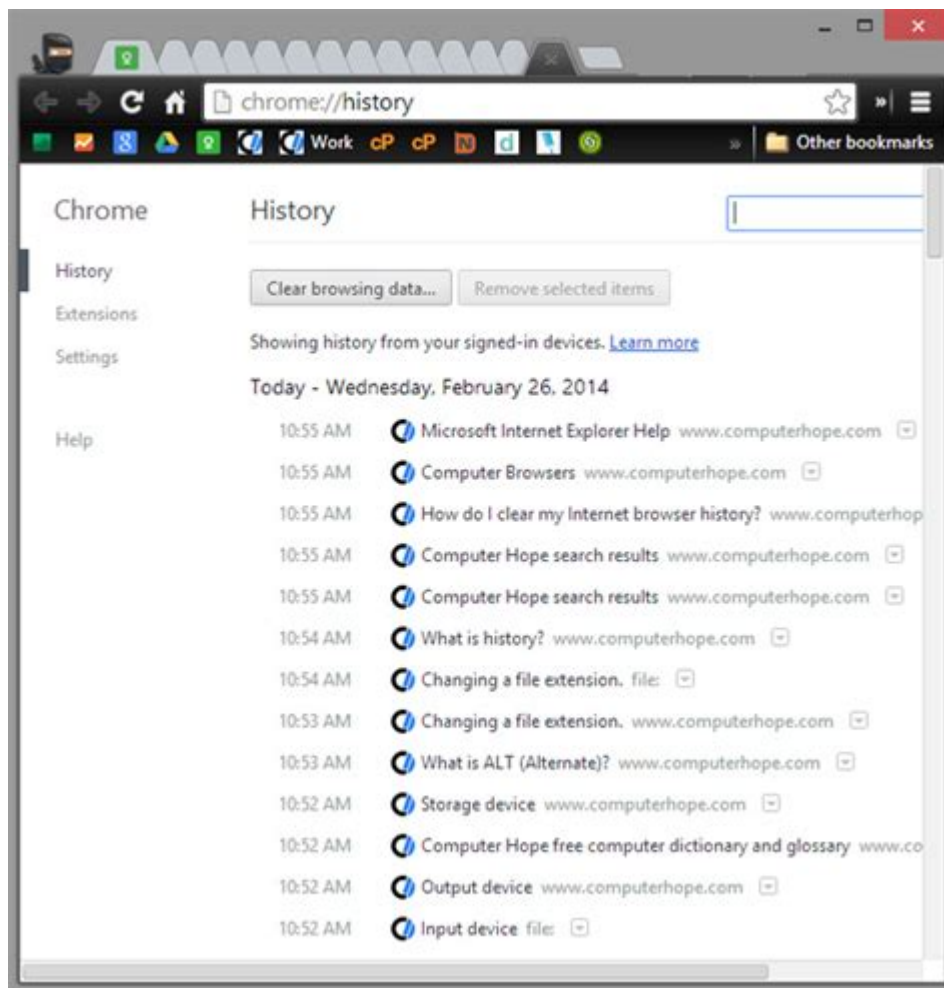 chrome://history
Work cP cP Other bookmarks
Chrome
History
History
Extensions
Settings
Help
Clear browsing data... Remove selected items
Showing history from your signed-in devices. Learn more
Today - Wednesday, February 26, 2014
10:55 AM Microsoft Internet Explorer Help www.computerhope.com
10:55 AM Computer Browsers www.computerhope.com
10:55 AM How do I clear my Internet browser history? www.computerhop
10:55 AM Computer Hope search results www.computerhope.com
10:55 AM Computer Hope search results www.computerhope.com
10:54 AM What is history? www.computerhope.com
10:54 AM Changing a file extension. file:
10:53 AM Changing a file extension. www.computerhope.com
10:53 AM What is ALT (Alternate)? www.computerhope.com
10:52 AM Storage device www.computerhope.com
10:52 AM Computer Hope free computer dictionary and glossary www.co
10:52 AM Output device www.computerhope.com
10:52 AM Input device file: